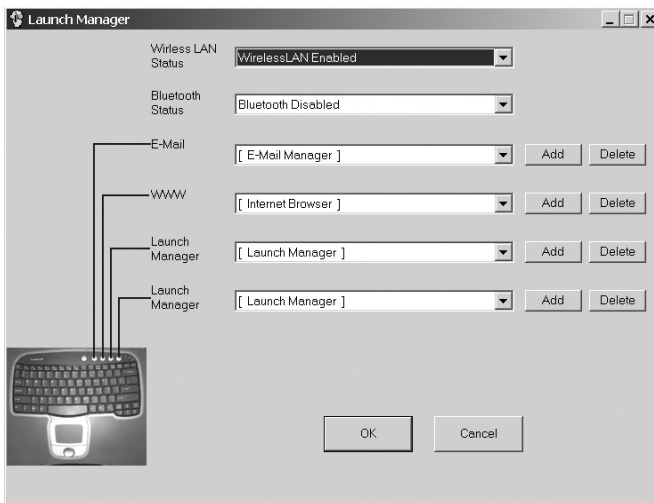 Launch Manager
Wirless LAN
Status
WirelessLAN Enabled
Bluetooth
Status
Bluetooth Disabled
E-Mail
[ E-Mail Manager ]
Add
Delete
WWW
[ Internet Browser ]
Add
Delete
Launch
Manager
[ Launch Manager ]
Add
Delete
Launch
Manager
[ Launch Manager ]
Add
Delete
OK
Cancel